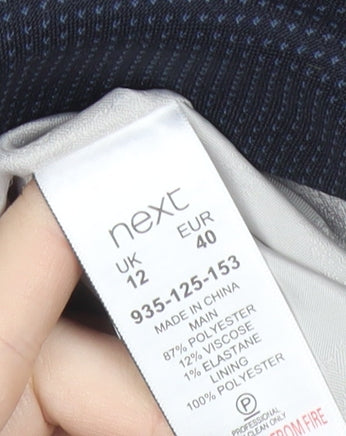 next
UK EUR
12 40
935-125-153
MADE IN CHINA
MAIN
87% POLYESTER
12% VISCOSE
1% ELASTANE
LINING
100% POLYESTER
P
PROFESSIONAL
CLEAN ONLY
FROM FIRE